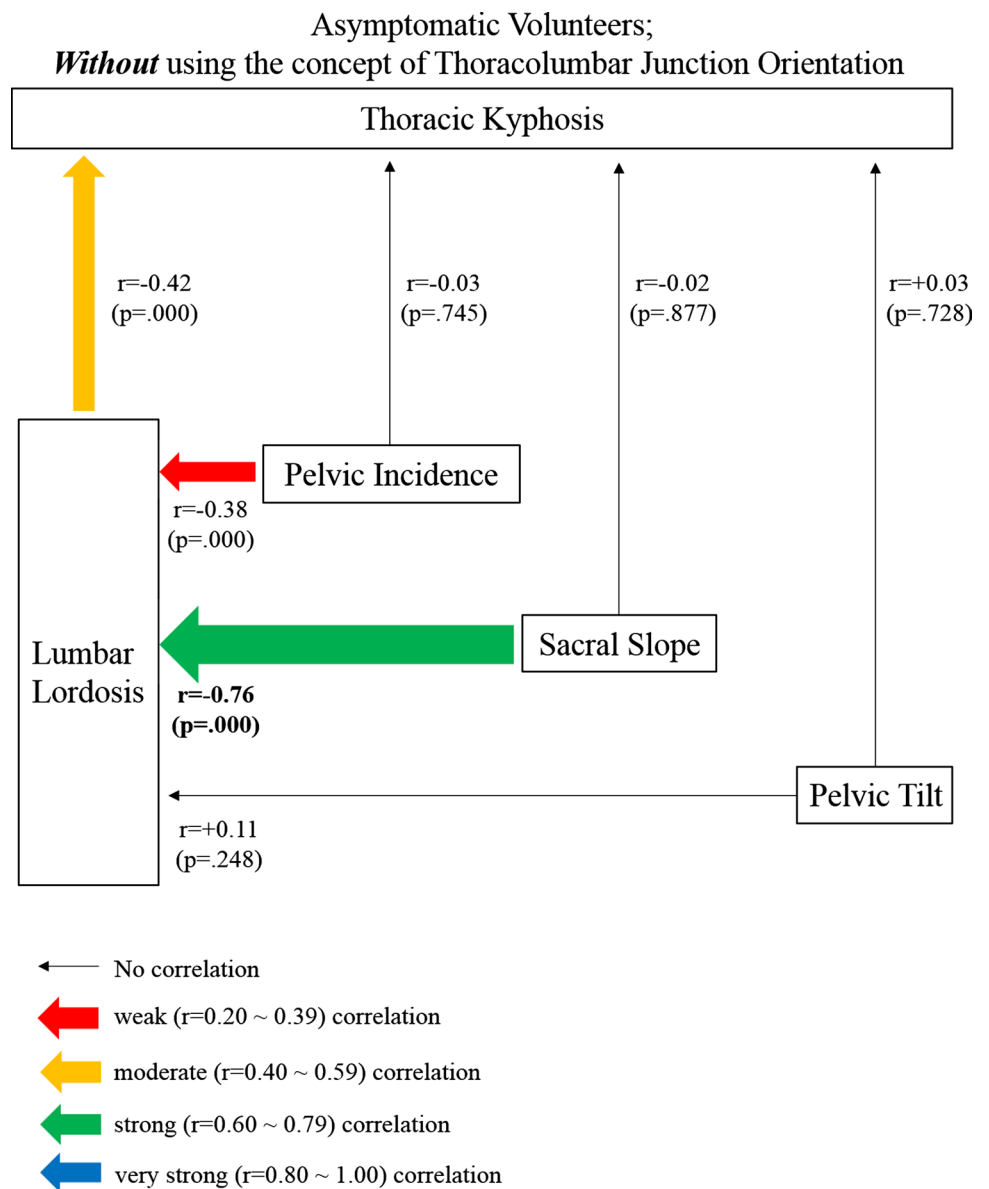 Asymptomatic Volunteers;
Without using the concept of Thoracolumbar Junction Orientation
Thoracic Kyphosis
r=-0.42
(p=.000)
r=-0.03
(p=.745)
r=-0.02
(p=.877)
r=+0.03
(p=.728)
Pelvic Incidence
r=-0.38
(p=.000)
Sacral Slope
Lumbar
Lordosis
r=-0.76
(p=.000)
Pelvic Tilt
r=+0.11
(p=.248)
No correlation
weak (r=0.20 ~ 0.39) correlation
moderate (r=0.40 ~ 0.59) correlation
strong (r=0.60 ~ 0.79) correlation
very strong (r=0.80 ~ 1.00) correlation